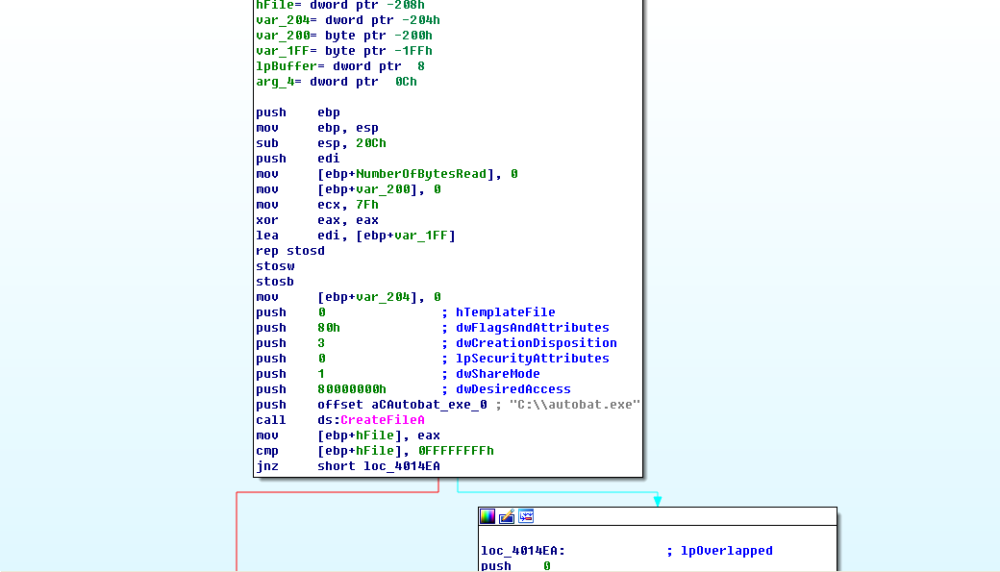 hFile= dword ptr -208h
var_204= dword ptr -204h
var_200= byte ptr -200h
var_1FF= byte ptr -1FFh
lpBuffer= dword ptr  8
arg_4= dword ptr  0Ch
push    ebp
mov     ebp, esp
sub     esp, 20Ch
push    edi
mov     [ebp+NumberOfBytesRead], 0
mov     [ebp+var_200], 0
mov     ecx, 7Fh
xor     eax, eax
lea     edi, [ebp+var_1FF]
rep stosd
stosw
stosb
mov     [ebp+var_204], 0
push    0               ; hTemplateFile
push    80h             ; dwFlagsAndAttributes
push    3               ; dwCreationDisposition
push    0               ; lpSecurityAttributes
push    1               ; dwShareMode
push    80000000h       ; dwDesiredAccess
push    offset aCAutobat_exe_0 ; "C:\\autobat.exe"
call    ds:CreateFileA
mov     [ebp+hFile], eax
cmp     [ebp+hFile], 0FFFFFFFFh
jnz     short loc_4014EA
loc_4014EA:             ; lpOverlapped
push    0